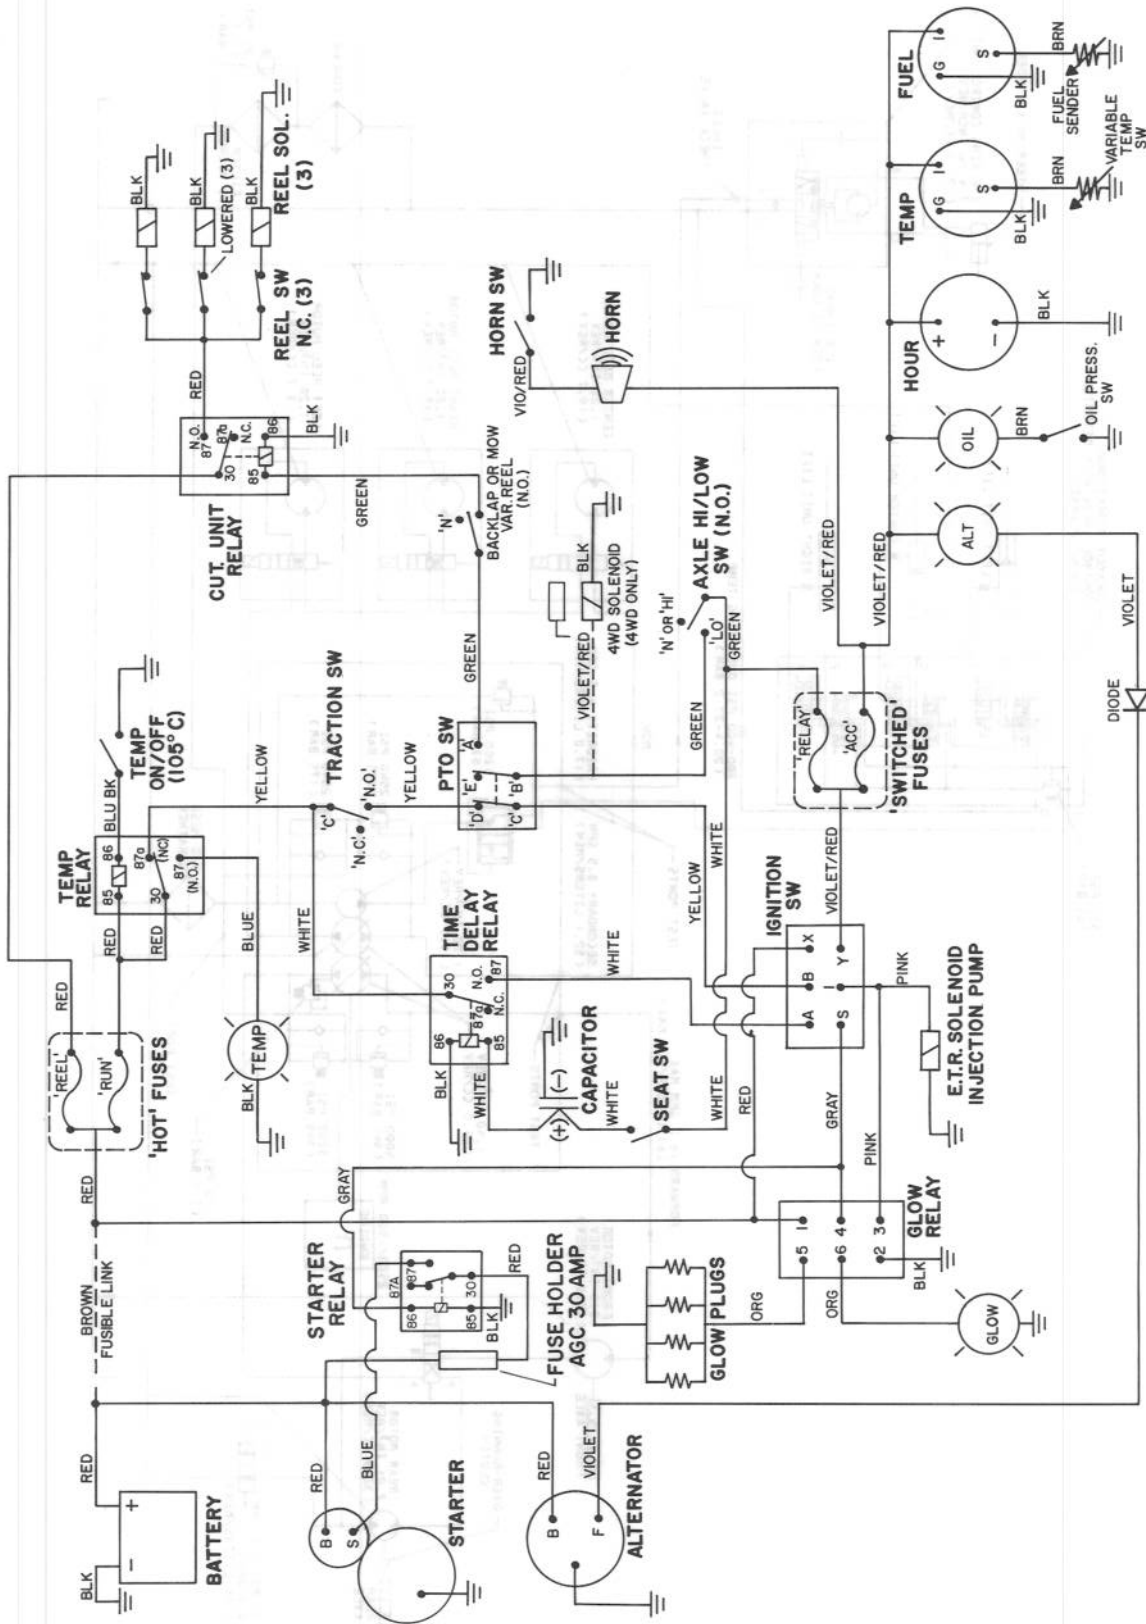 BATTERY
+
–
RED
BLK
BROWN
FUSIBLE LINK
RED
'HOT' FUSES
'REEL'
'RUN'
RED
RED
RED
TEMP
RELAY
85
86
30
87a
(NC)
87
(N.O.)
BLU BK
TEMP
ON/OFF
(105°C)
CUT. UNIT
RELAY
N.O.
87
87a
N.C.
30
85
86
RED
BLK
GREEN
REEL SW
N.C. (3)
LOWERED (3)
REEL SOL.
(3)
BLK
BLK
BLK
TEMP
BLK
BLUE
YELLOW
WHITE
TRACTION SW
'C'
'N.O.'
'N.C.'
YELLOW
PTO SW
'D'
'E'
'A'
'C'
'B'
GREEN
BACKLAP OR MOW
VAR. REEL
(N.O.)
'N'
TIME
DELAY
RELAY
86
30
87a
N.O.
87
N.C.
85
BLK
WHITE
WHITE
CAPACITOR
(+)
(–)
WHITE
SEAT SW
WHITE
VIOLET/RED
BLK
4WD SOLENOID
(4WD ONLY)
AXLE HI/LOW
SW (N.O.)
'N' OR 'HI'
'LO'
GREEN
GREEN
HORN SW
VIO/RED
HORN
STARTER
RELAY
87A
87
86
85
30
BLK
RED
GRAY
FUSE HOLDER
AGC 30 AMP
STARTER
B
S
RED
BLUE
ALTERNATOR
B
F
RED
VIOLET
GLOW PLUGS
ORG
ORG
GLOW
RELAY
5
1
6
4
2
3
BLK
GLOW
RED
GRAY
PINK
PINK
IGNITION
SW
A
B
X
S
I
Y
YELLOW
WHITE
E.T.R. SOLENOID
INJECTION PUMP
VIOLET/RED
'SWITCHED'
FUSES
'RELAY'
'ACC'
VIOLET/RED
VIOLET/RED
ALT
OIL
BRN
OIL PRESS.
SW
HOUR
+
–
BLK
TEMP
G
I
S
BLK
BRN
VARIABLE
TEMP
SW
FUEL
G
I
S
BLK
BRN
FUEL
SENDER
DIODE
VIOLET